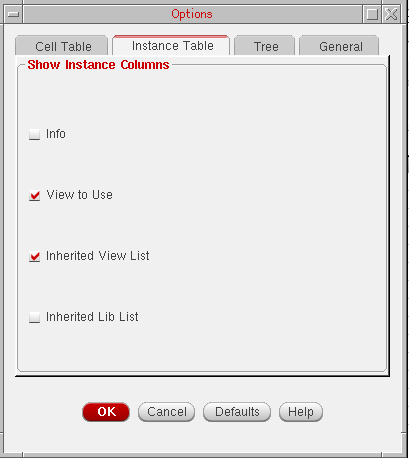 Options
Cell Table Instance Table Tree General
Show Instance Columns
Info
View to Use
Inherited View List
Inherited Lib List
OK Cancel Defaults Help